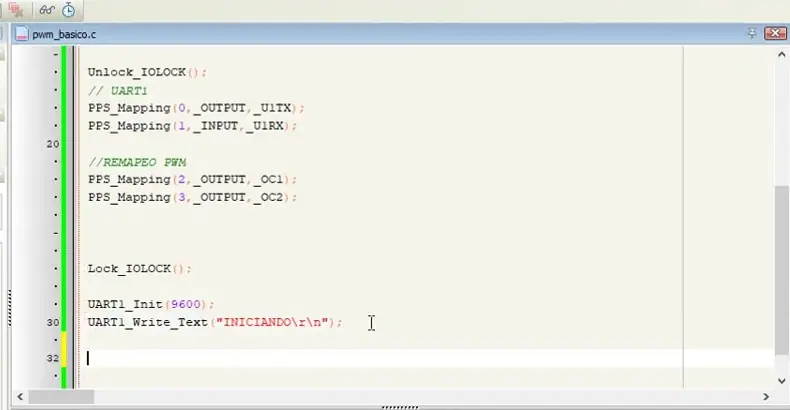 pwm_basico.c
Unlock_IOLOCK();
// UART1
PPS_Mapping(0,_OUTPUT,_U1TX);
PPS_Mapping(1,_INPUT,_U1RX);
20
//REMAPEO PWM
PPS_Mapping(2,_OUTPUT,_OC1);
PPS_Mapping(3,_OUTPUT,_OC2);
Lock_IOLOCK();
UART1_Init(9600);
30 UART1_Write_Text("INICIANDO\r\n");
32